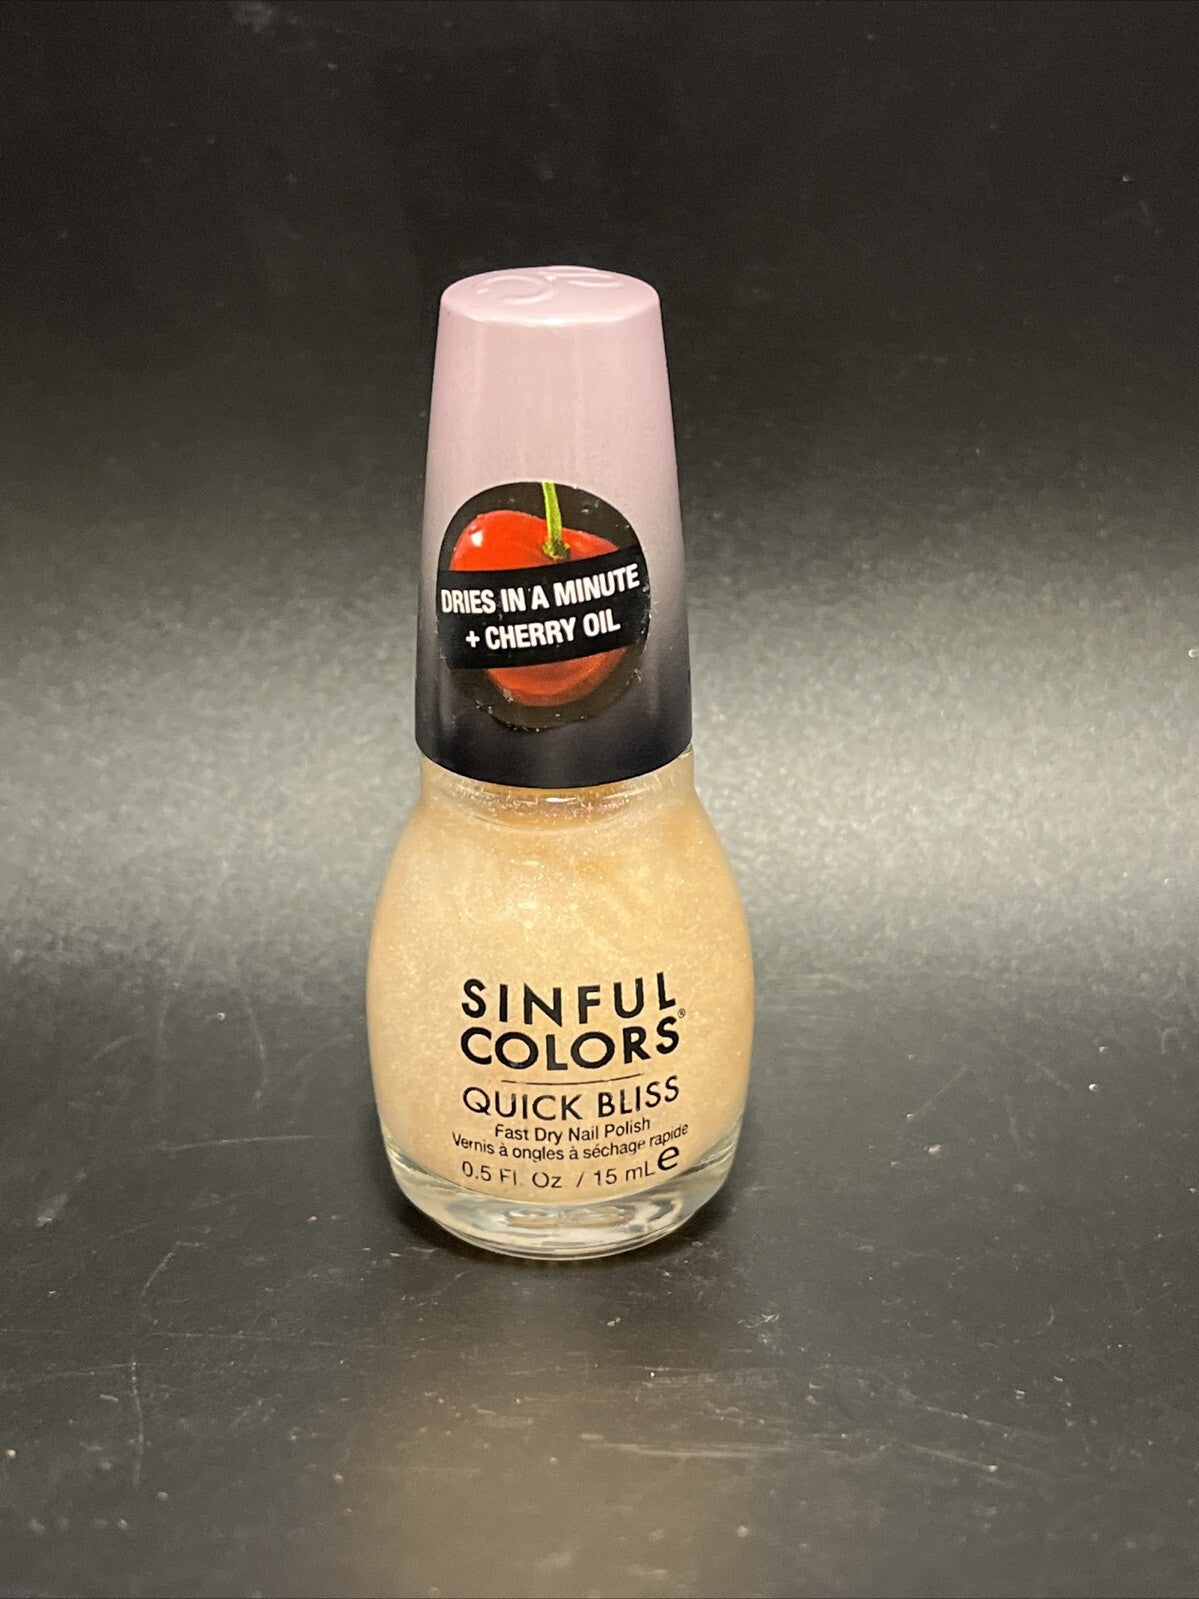 DRIES IN A MINUTE
+ CHERRY OIL
SINFUL
COLORS®
QUICK BLISS
Fast Dry Nail Polish
Vernis à ongles à séchage rapide
0.5 Fl. Oz / 15 mL e